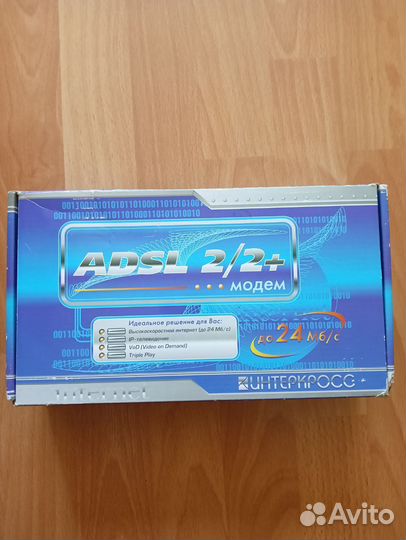 ADSL 2/2+
модем
Идеальное решение для Вас:
Высокоскоростной интернет (до 24 Мб/с)
IP-телевидение
VoD (Video on Demand)
Triple Play
до 24 Мб/с
Internet
ИНТЕРКРОСС
Avito